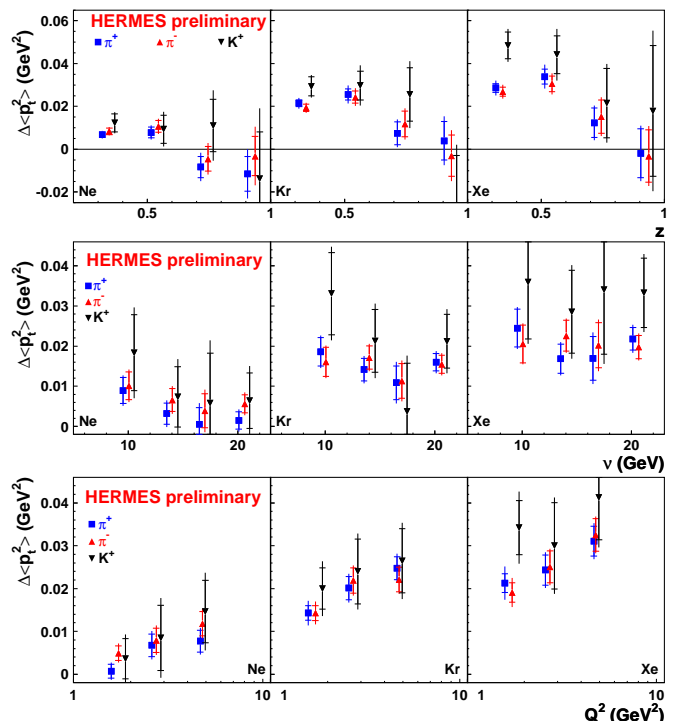 HERMES preliminary
π+ π- K+
Δ<p_t^2> (GeV^2)
0.06
0.04
0.02
0
-0.02
Ne Kr Xe
0.5 1 0.5 1 0.5 1
z
HERMES preliminary
π+
π-
K+
Δ<p_t^2> (GeV^2)
0.04
0.03
0.02
0.01
0
Ne Kr Xe
10 20 10 20 10 20
ν (GeV)
HERMES preliminary
π+
π-
K+
Δ<p_t^2> (GeV^2)
0.04
0.03
0.02
0.01
0
Ne Kr Xe
1 10 1 10 1 10
Q^2 (GeV^2)